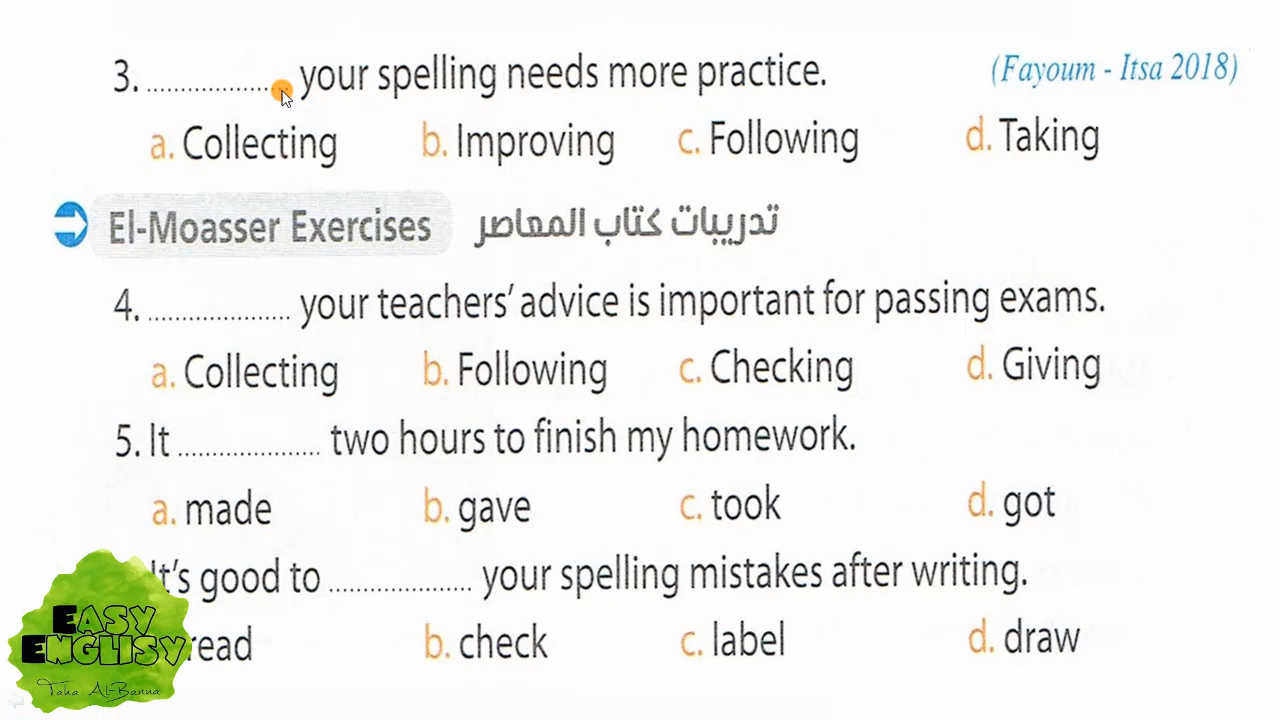 3. .................... your spelling needs more practice. (Fayoum - Itsa 2018)
a. Collecting b. Improving c. Following d. Taking
El-Moasser Exercises تدريبات كتاب المعاصر
4. .................... your teachers' advice is important for passing exams.
a. Collecting b. Following c. Checking d. Giving
5. It .................... two hours to finish my homework.
a. made b. gave c. took d. got
It's good to .................... your spelling mistakes after writing.
read b. check c. label d. draw
EASY
ENGLISY
Taha Al-Banna